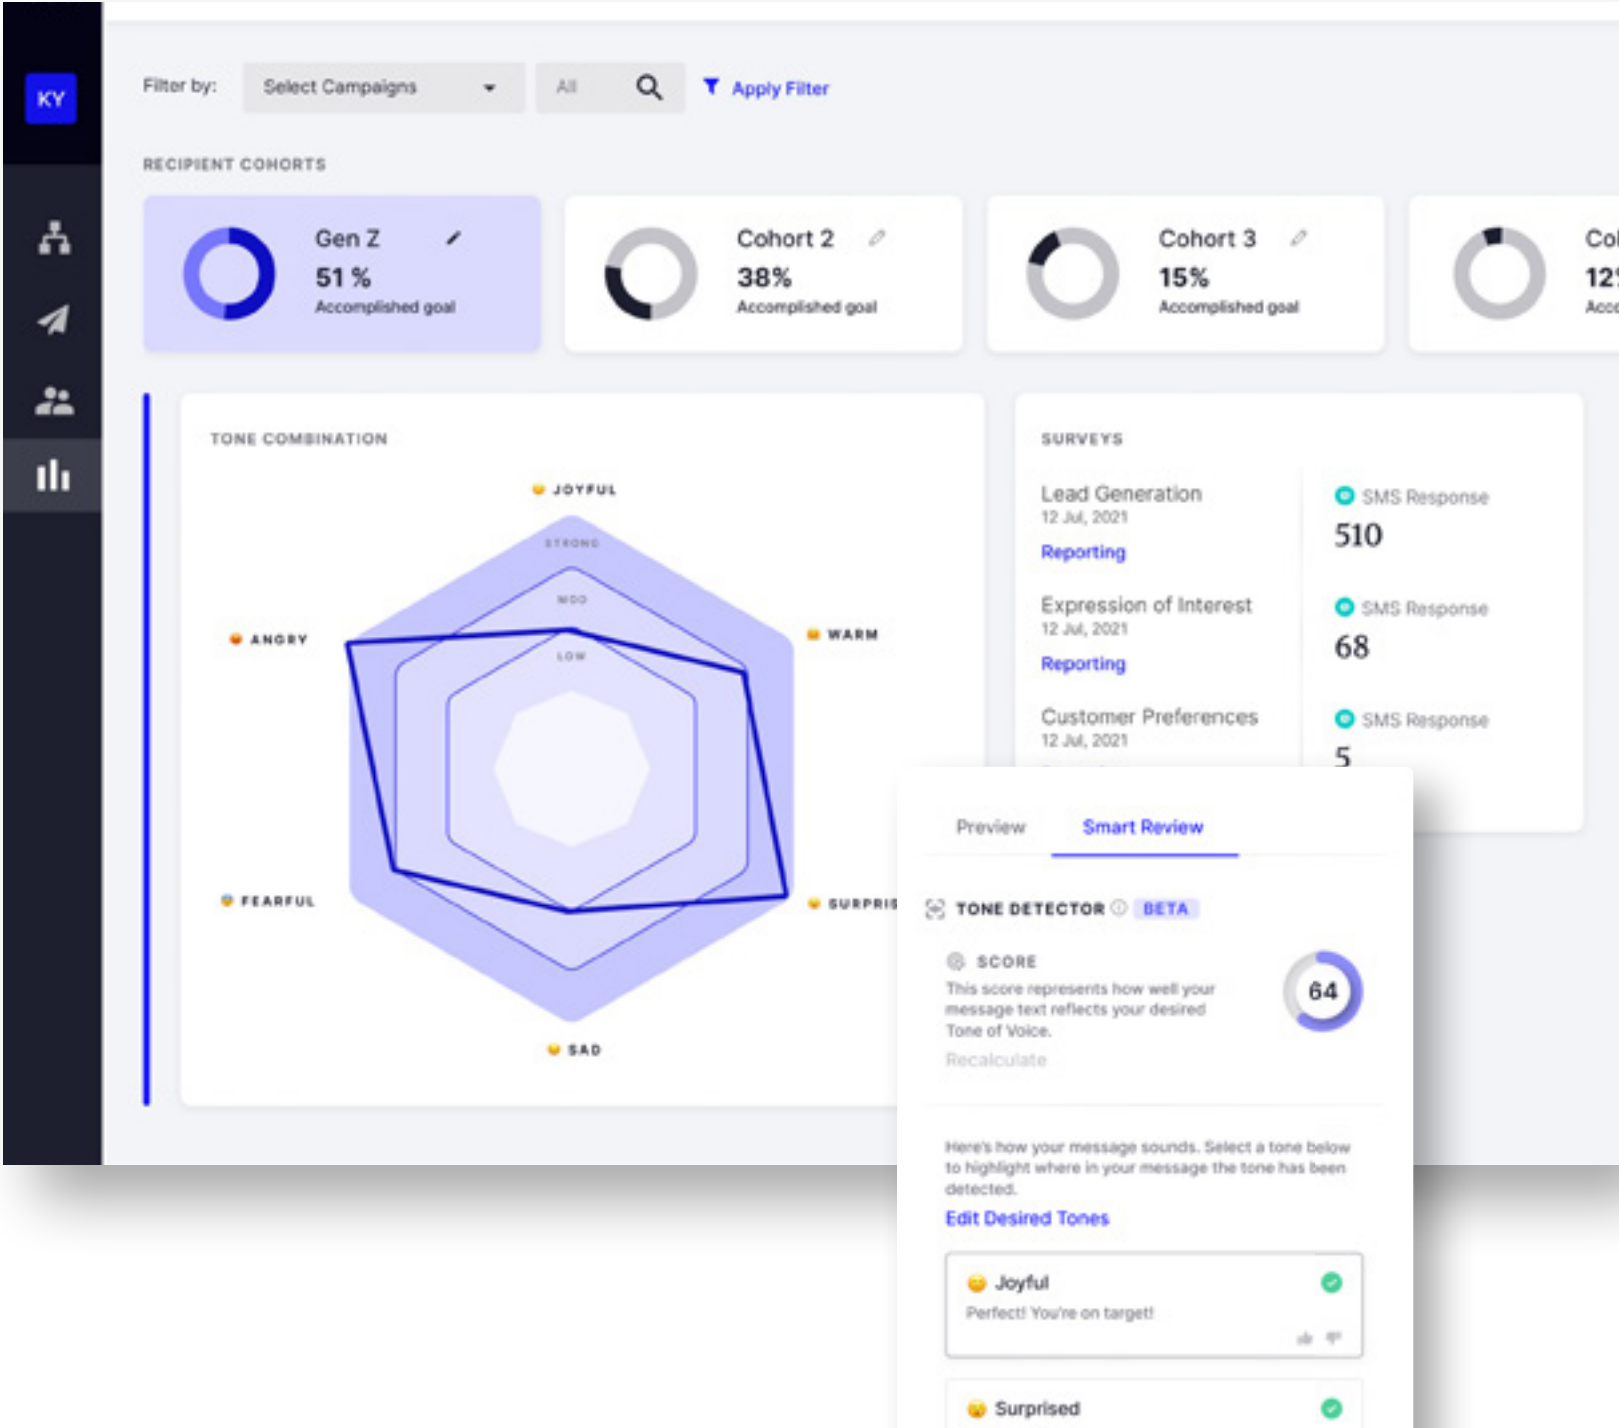 KY
Filter by:
Select Campaigns
All
Apply Filter
RECIPIENT COHORTS
Gen Z
51 %
Accomplished goal
Cohort 2
38%
Accomplished goal
Cohort 3
15%
Accomplished goal
TONE COMBINATION
JOYFUL
STRONG
MOD
LOW
ANGRY
WARM
FEARFUL
SAD
SURVEYS
Lead Generation
12 Jul, 2021
Reporting
SMS Response
510
Expression of Interest
12 Jul, 2021
Reporting
SMS Response
68
Customer Preferences
12 Jul, 2021
SMS Response
5
Preview
Smart Review
TONE DETECTOR BETA
SCORE
This score represents how well your
message text reflects your desired
Tone of Voice.
Recalculate
64
Here's how your message sounds. Select a tone below
to highlight where in your message the tone has been
detected.
Edit Desired Tones
Joyful
Perfect! You're on target!
Surprised